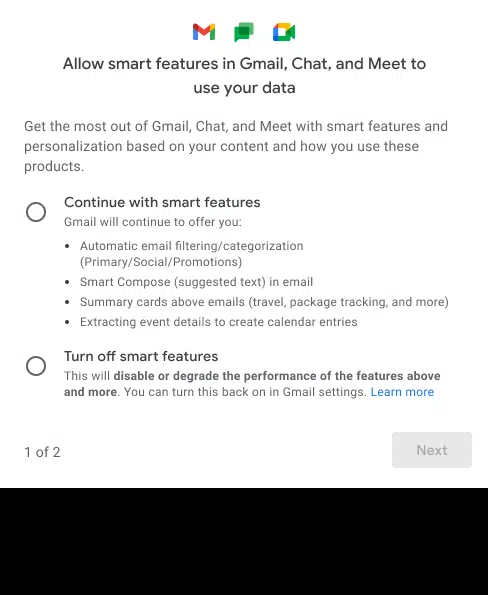 Allow smart features in Gmail, Chat, and Meet to
use your data
Get the most out of Gmail, Chat, and Meet with smart features and
personalization based on your content and how you use these
products.
Continue with smart features
Gmail will continue to offer you:
• Automatic email filtering/categorization
(Primary/Social/Promotions)
• Smart Compose (suggested text) in email
• Summary cards above emails (travel, package tracking, and more)
• Extracting event details to create calendar entries
Turn off smart features
This will disable or degrade the performance of the features above
and more. You can turn this back on in Gmail settings. Learn more
1 of 2
Next